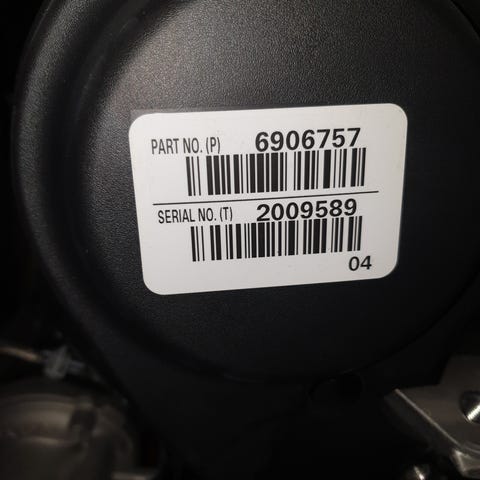 PART NO. (P) 6906757
SERIAL NO. (T) 2009589
04